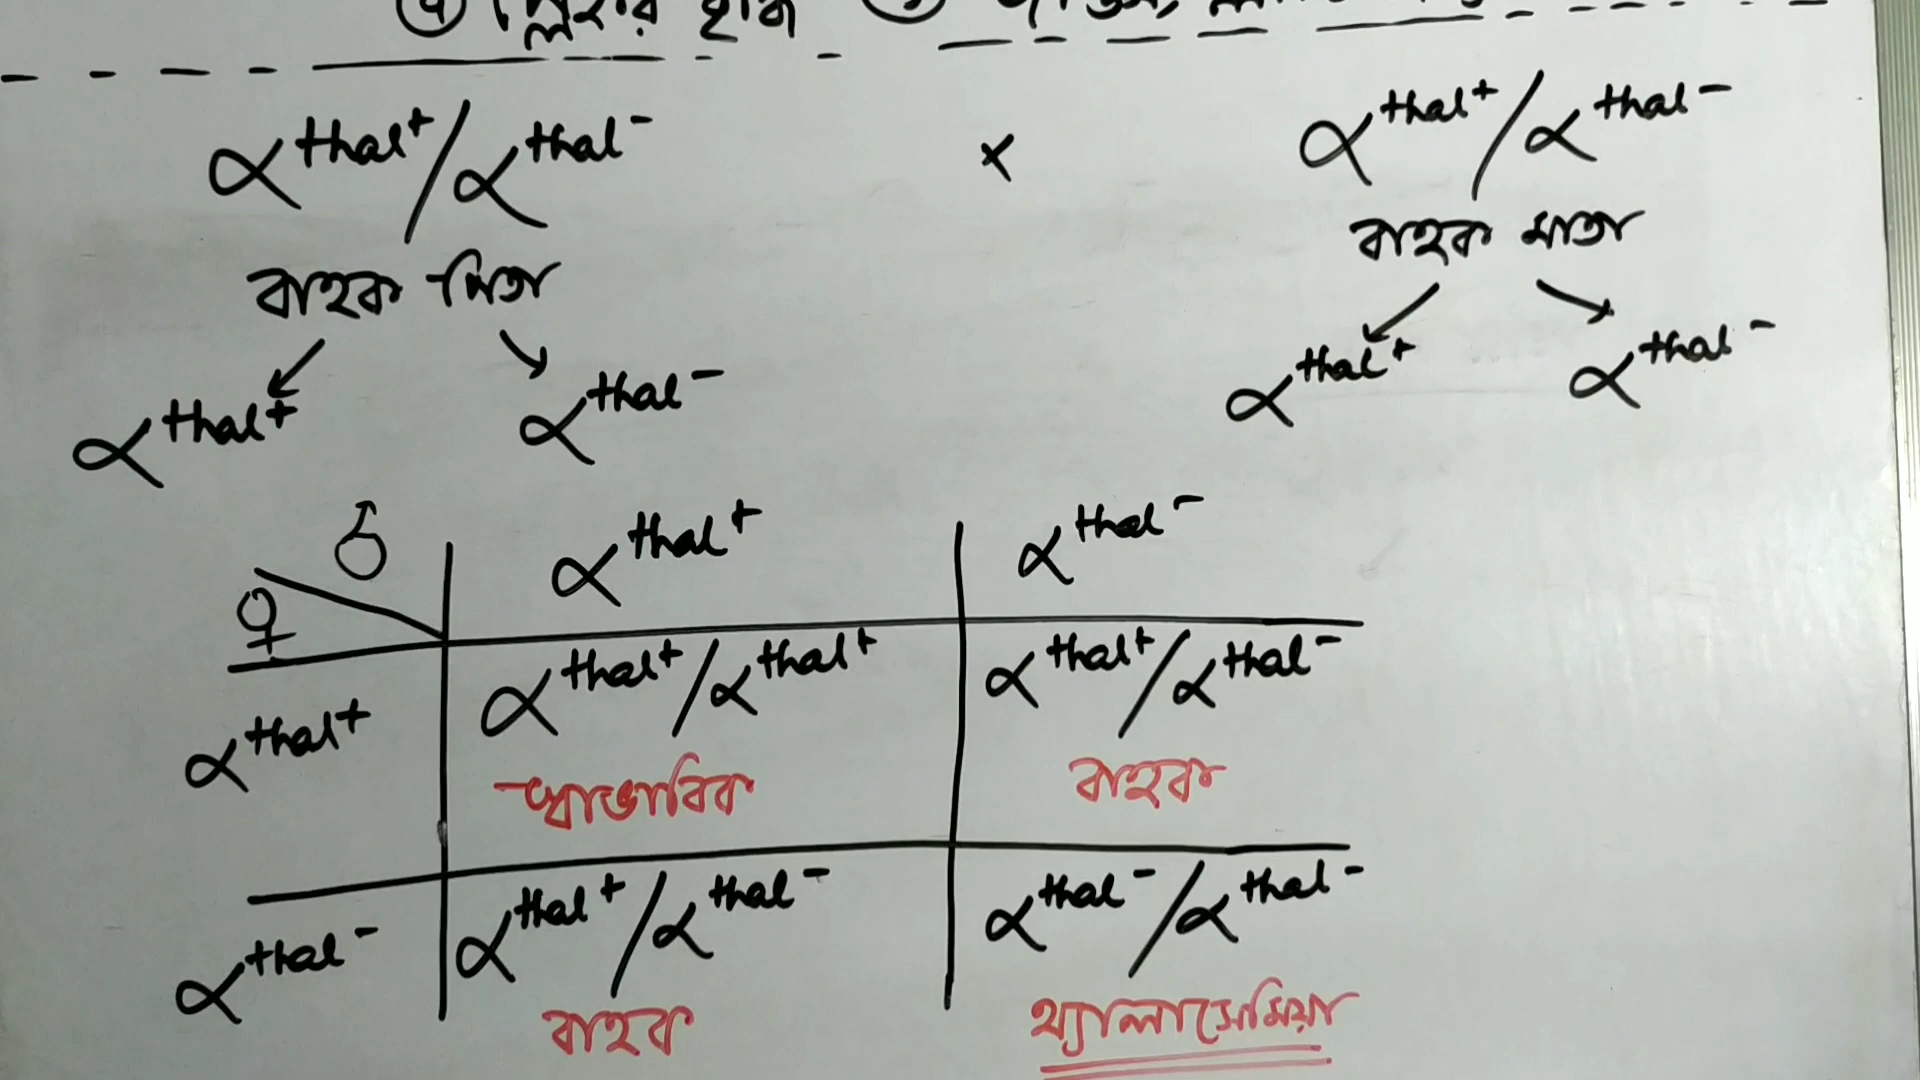 প্লীহার বৃদ্ধি
α^thal+/α^thal- × α^thal+/α^thal-
বাহক পিতা বাহক মাতা
α^thal+ α^thal- α^thal+ α^thal-
♂ α^thal+ α^thal-
♀
α^thal+ α^thal+/α^thal+ α^thal+/α^thal-
স্বাভাবিক বাহক
α^thal- α^thal+/α^thal- α^thal-/α^thal-
বাহক থ্যালাসেমিয়া